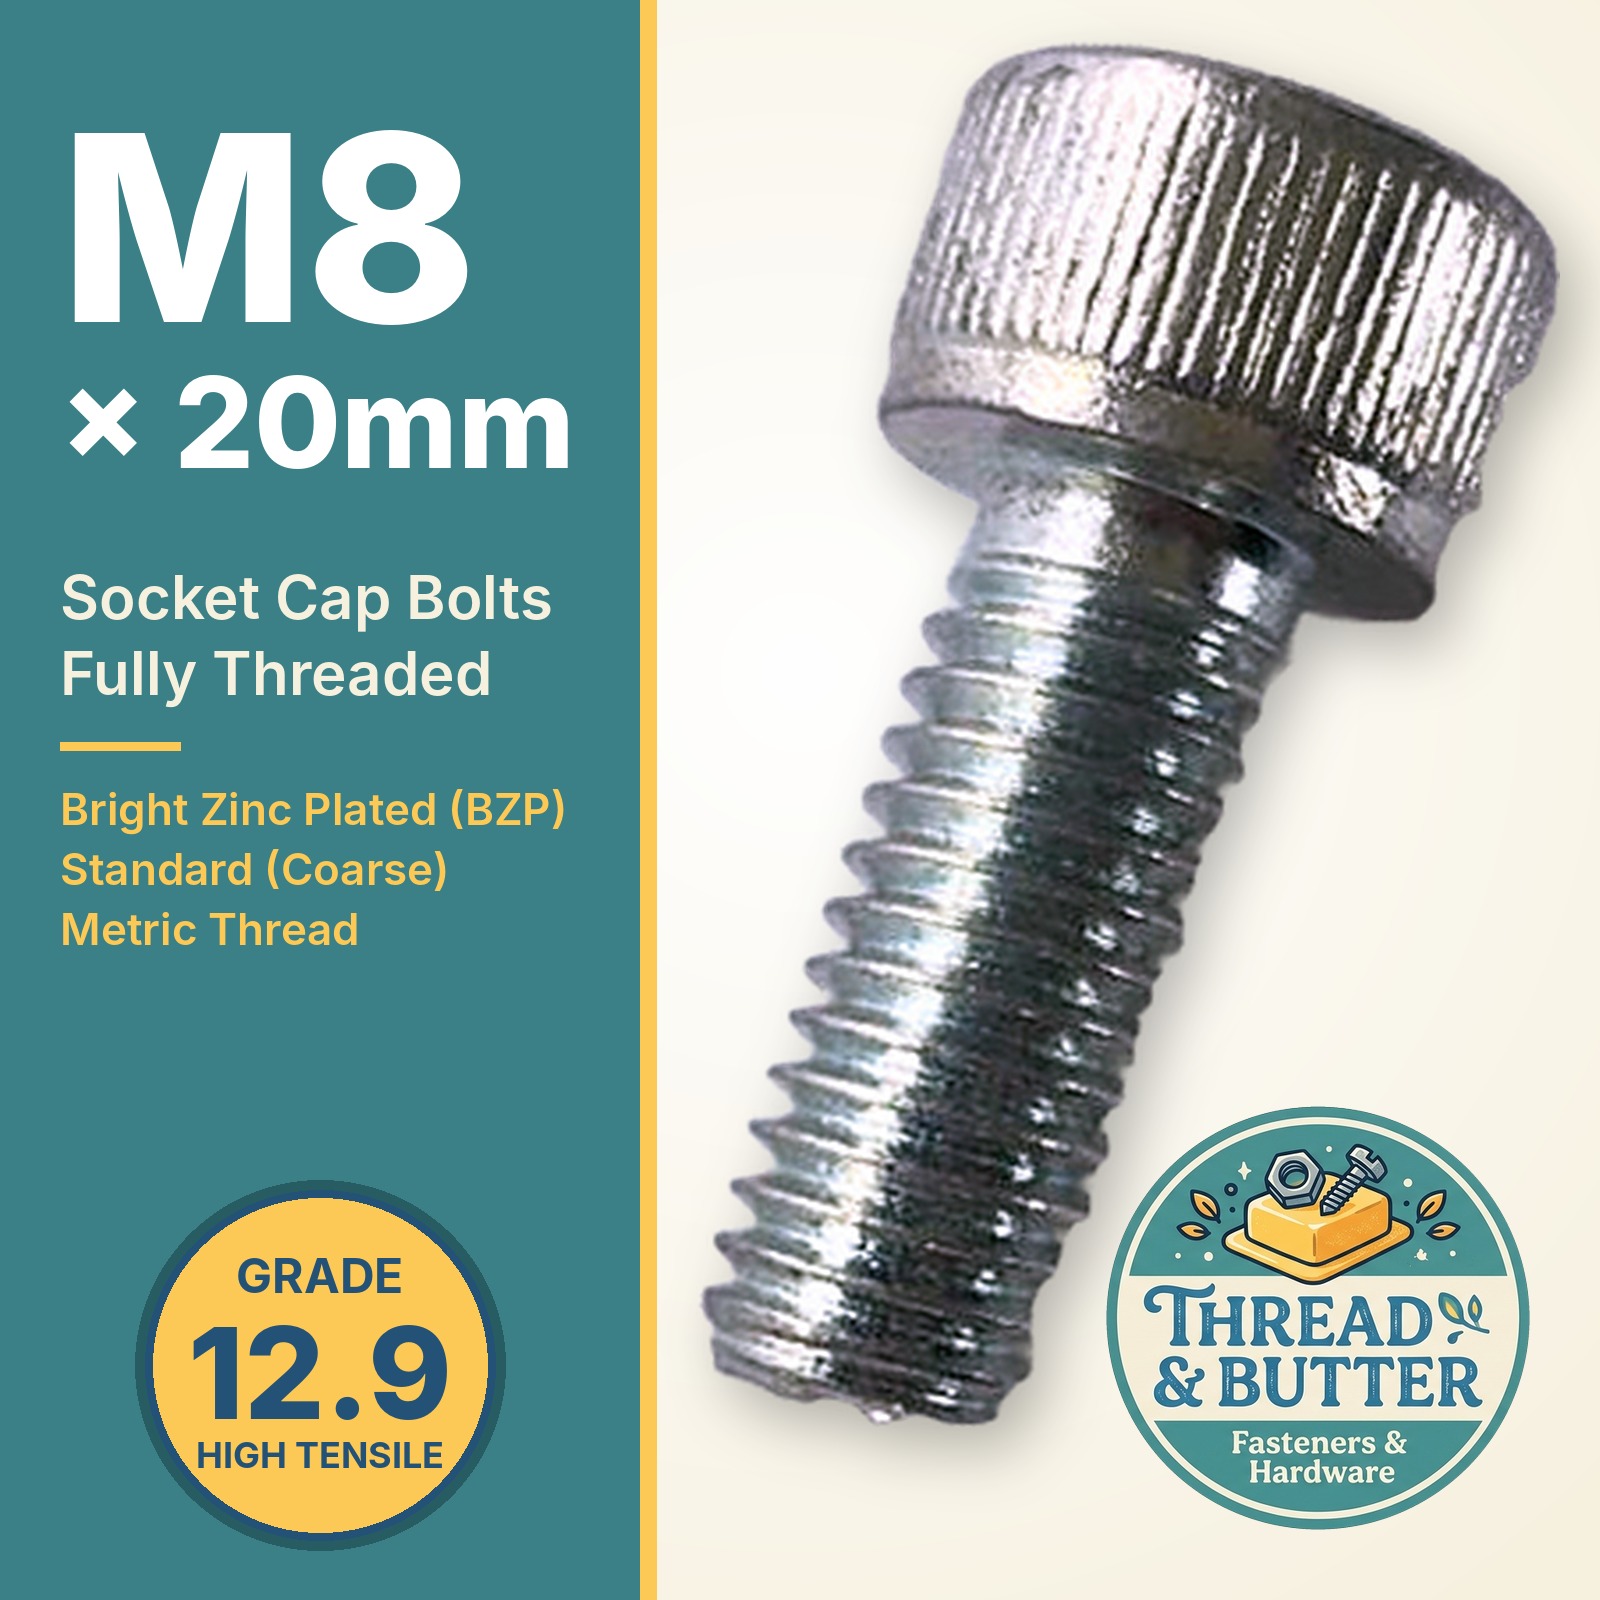 M8
× 20mm
Socket Cap Bolts
Fully Threaded
Bright Zinc Plated (BZP)
Standard (Coarse)
Metric Thread
GRADE
12.9
HIGH TENSILE
THREAD
& BUTTER
Fasteners &
Hardware